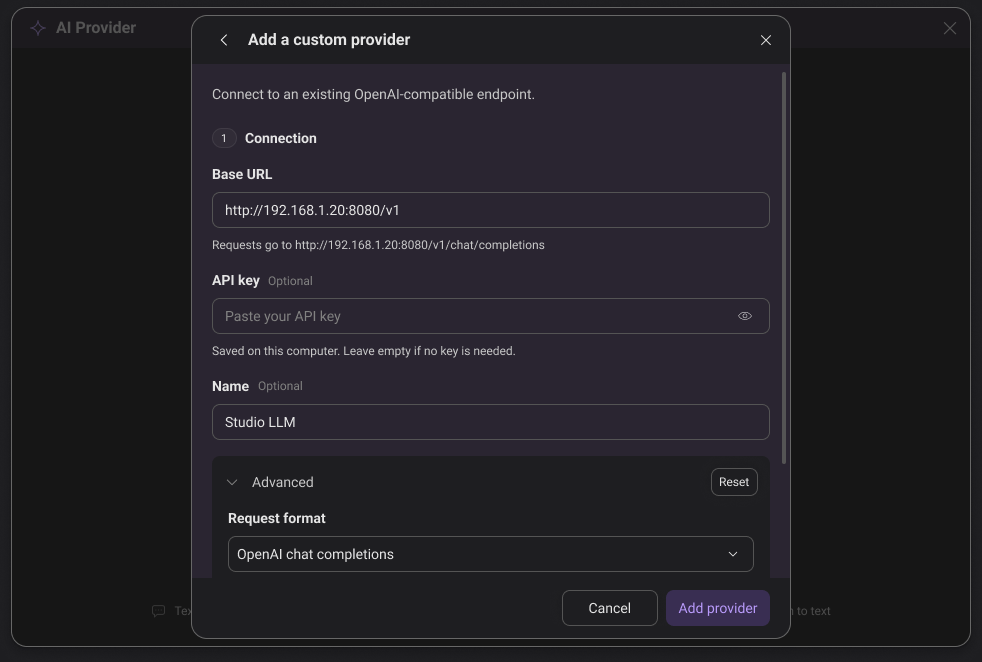 AI Provider
Add a custom provider
Connect to an existing OpenAI-compatible endpoint.
1 Connection
Base URL
http://192.168.1.20:8080/v1
Requests go to http://192.168.1.20:8080/v1/chat/completions
API key Optional
Paste your API key
Saved on this computer. Leave empty if no key is needed.
Name Optional
Studio LLM
Advanced Reset
Request format
OpenAI chat completions
Cancel Add provider
to text